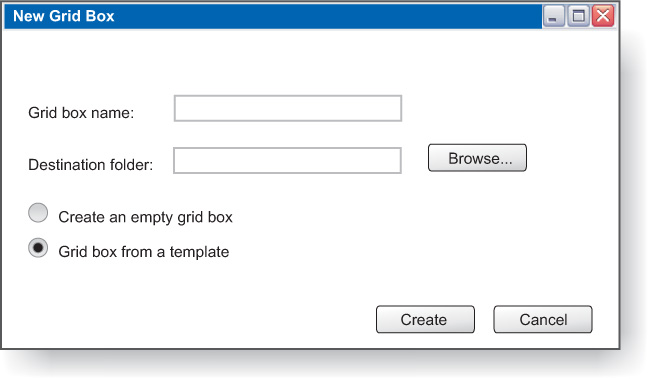 New Grid Box
Grid box name:
Destination folder:
Browse...
Create an empty grid box
Grid box from a template
Create
Cancel